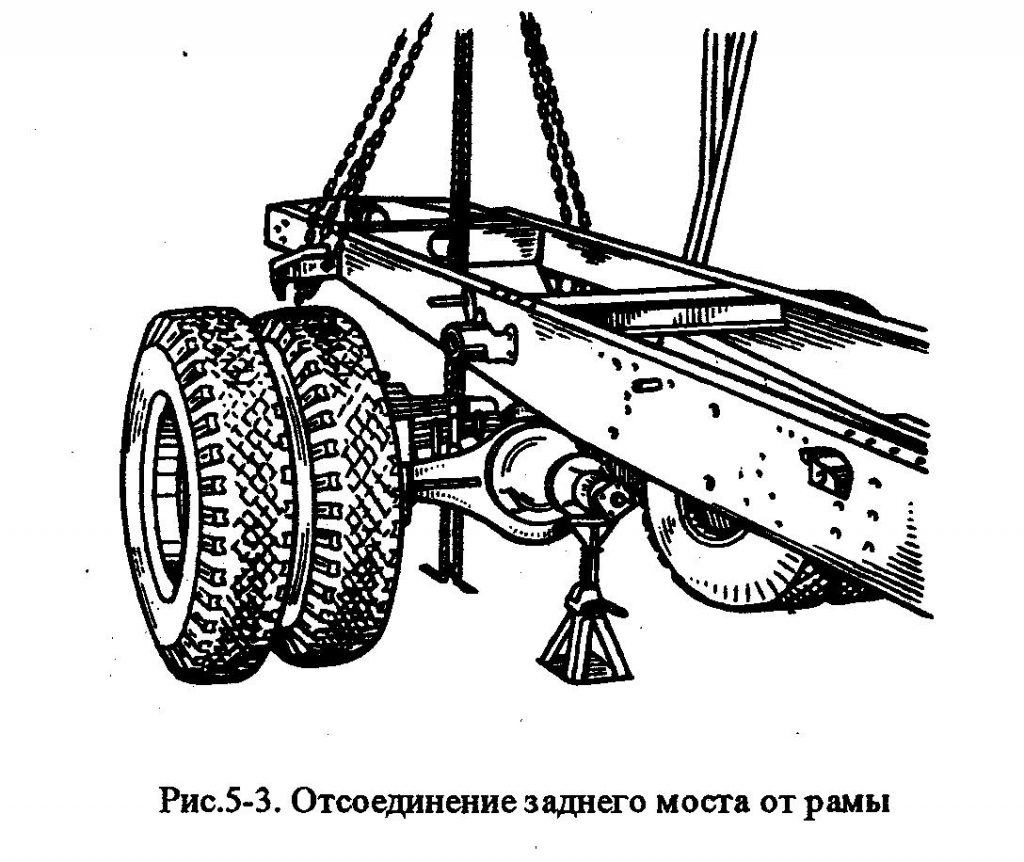 Рис.5-3. Отсоединение заднего моста от рамы